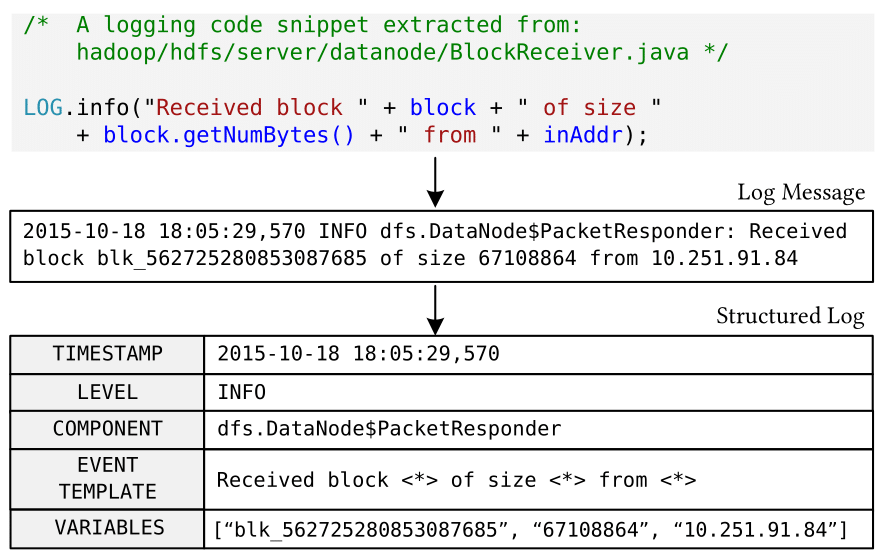 /*  A logging code snippet extracted from:
    hadoop/hdfs/server/datanode/BlockReceiver.java */
LOG.info("Received block " + block + " of size "
    + block.getNumBytes() + " from " + inAddr);
Log Message
2015-10-18 18:05:29,570 INFO dfs.DataNode$PacketResponder: Received
block blk_562725280853087685 of size 67108864 from 10.251.91.84
Structured Log
TIMESTAMP 2015-10-18 18:05:29,570
LEVEL INFO
COMPONENT dfs.DataNode$PacketResponder
EVENT
TEMPLATE Received block <*> of size <*> from <*>
VARIABLES [“blk_562725280853087685”, “67108864”, “10.251.91.84”]